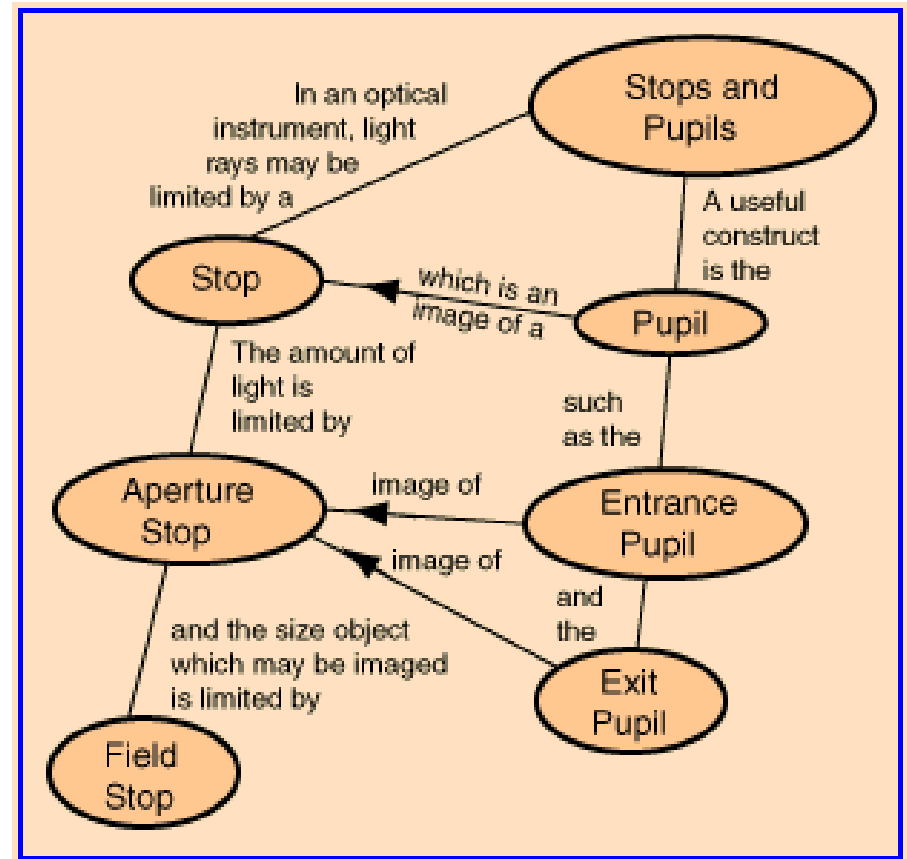 Stops and
Pupils
In an optical
instrument, light
rays may be
limited by a
A useful
construct
is the
Stop
which is an
image of a
Pupil
The amount of
light is
limited by
such
as the
Aperture
Stop
image of
Entrance
Pupil
image of
and
the
and the size object
which may be imaged
is limited by
Exit
Pupil
Field
Stop